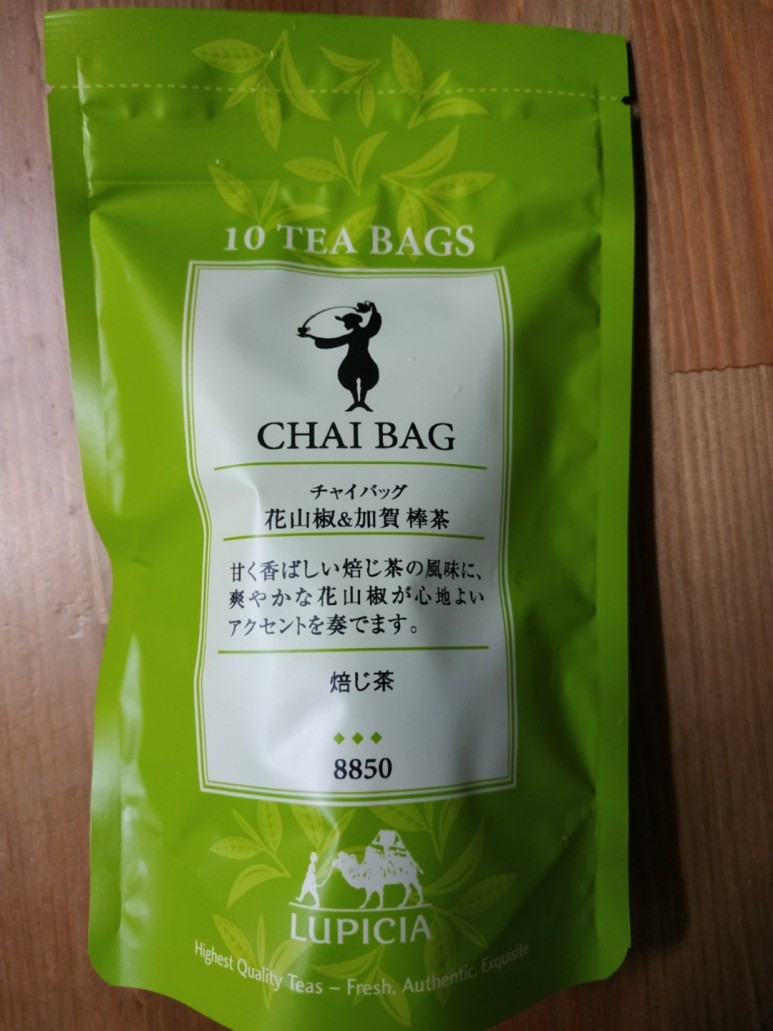 10 TEA BAGS
CHAI BAG
チャイバッグ
花山椒&加賀 棒茶
甘く香ばしい焙じ茶の風味に、
爽やかな花山椒が心地よい
アクセントを奏でます。
焙じ茶
8850
LUPICIA
Highest Quality Teas – Fresh, Authentic, Exquisite